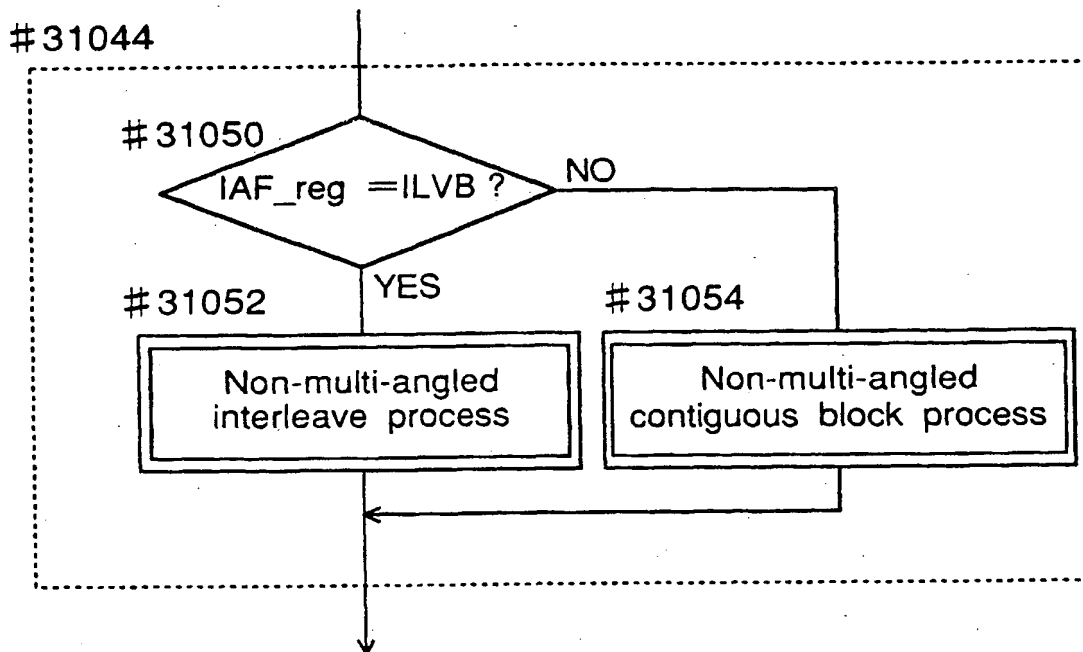 #31044
#31050
IAF_reg =ILVB ?
NO
YES
#31052
#31054
Non-multi-angled
interleave process
Non-multi-angled
contiguous block process